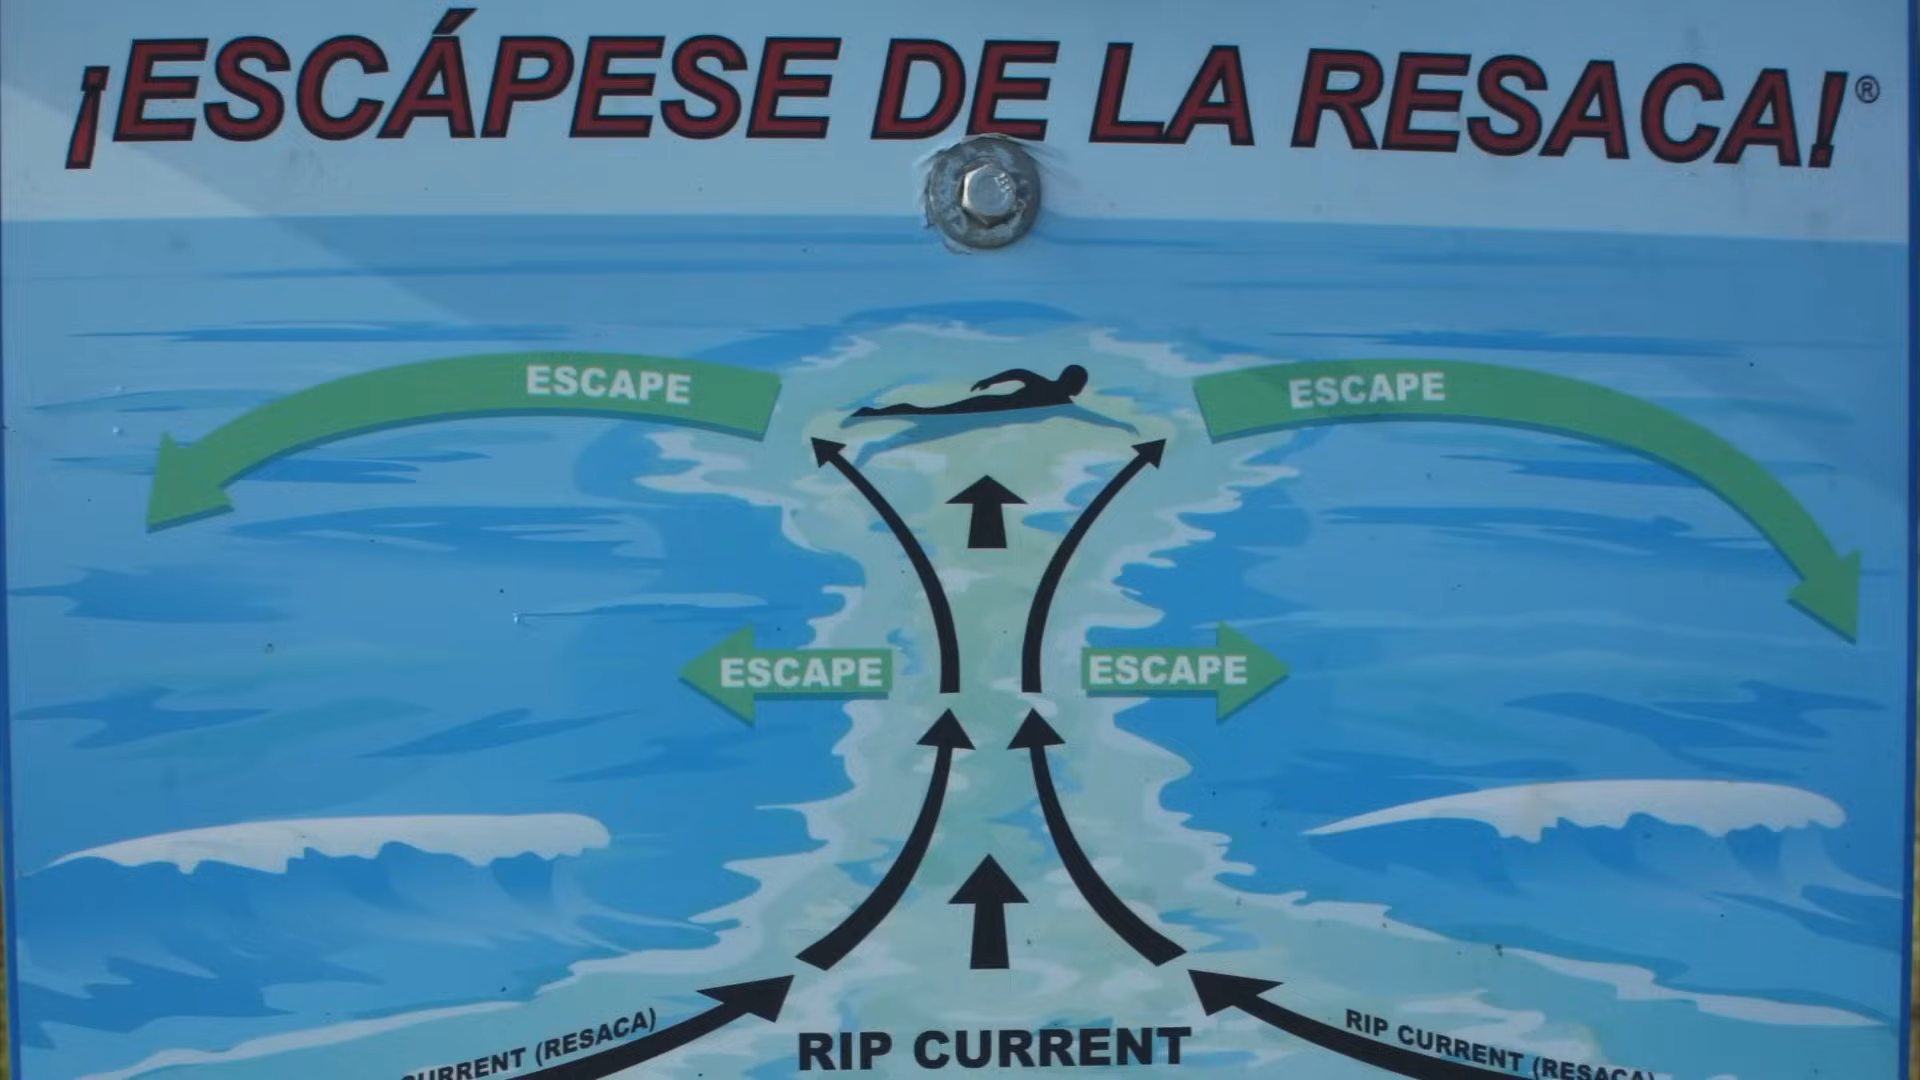 ¡ESCÁPESE DE LA RESACA!®
ESCAPE
ESCAPE
ESCAPE
ESCAPE
CURRENT (RESACA)
RIP CURRENT
RIP CURRENT (RESACA)